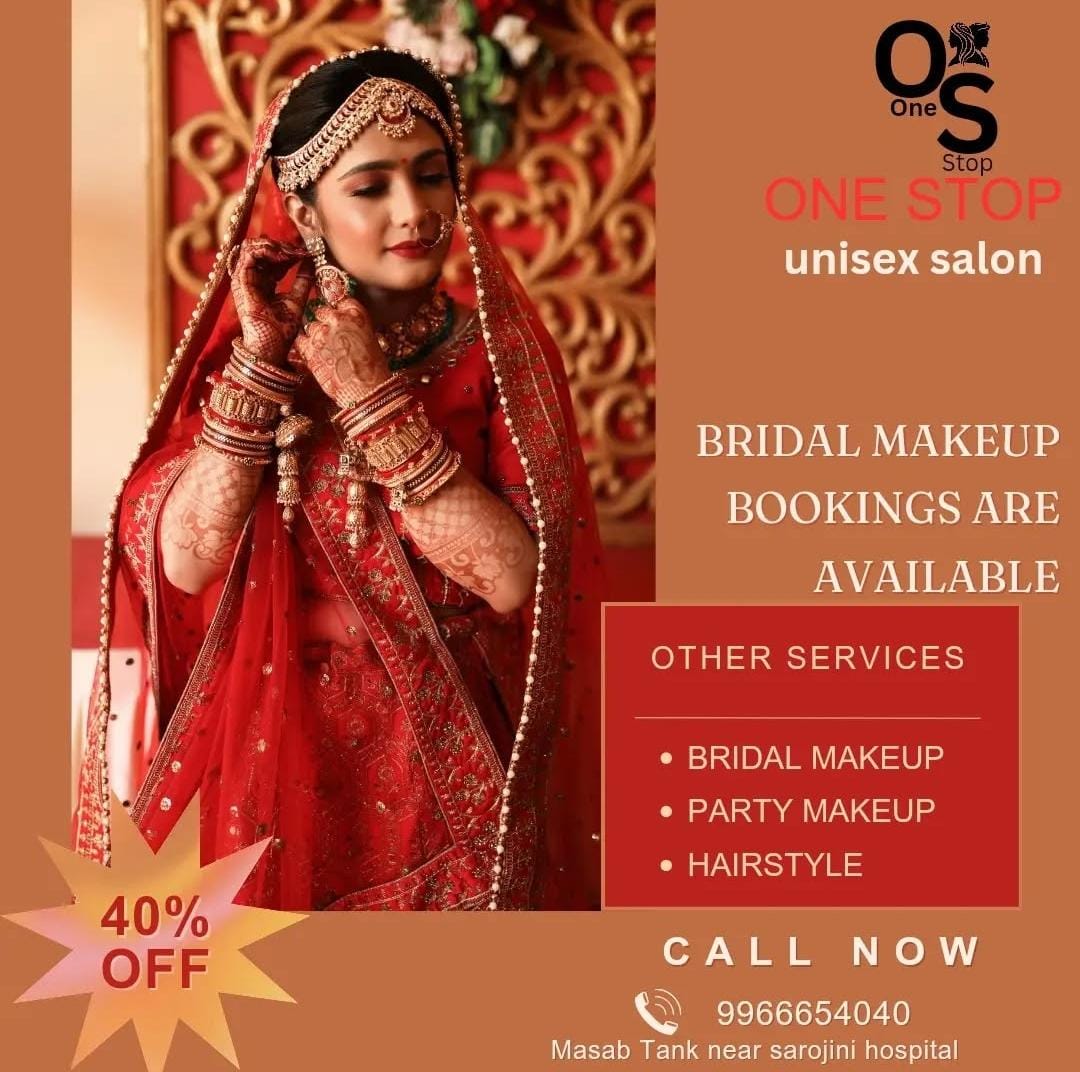 OS
One
Stop
ONE STOP
unisex salon
BRIDAL MAKEUP
BOOKINGS ARE
AVAILABLE
OTHER SERVICES
• BRIDAL MAKEUP
• PARTY MAKEUP
• HAIRSTYLE
40%
OFF
CALL NOW
9966654040
Masab Tank near sarojini hospital